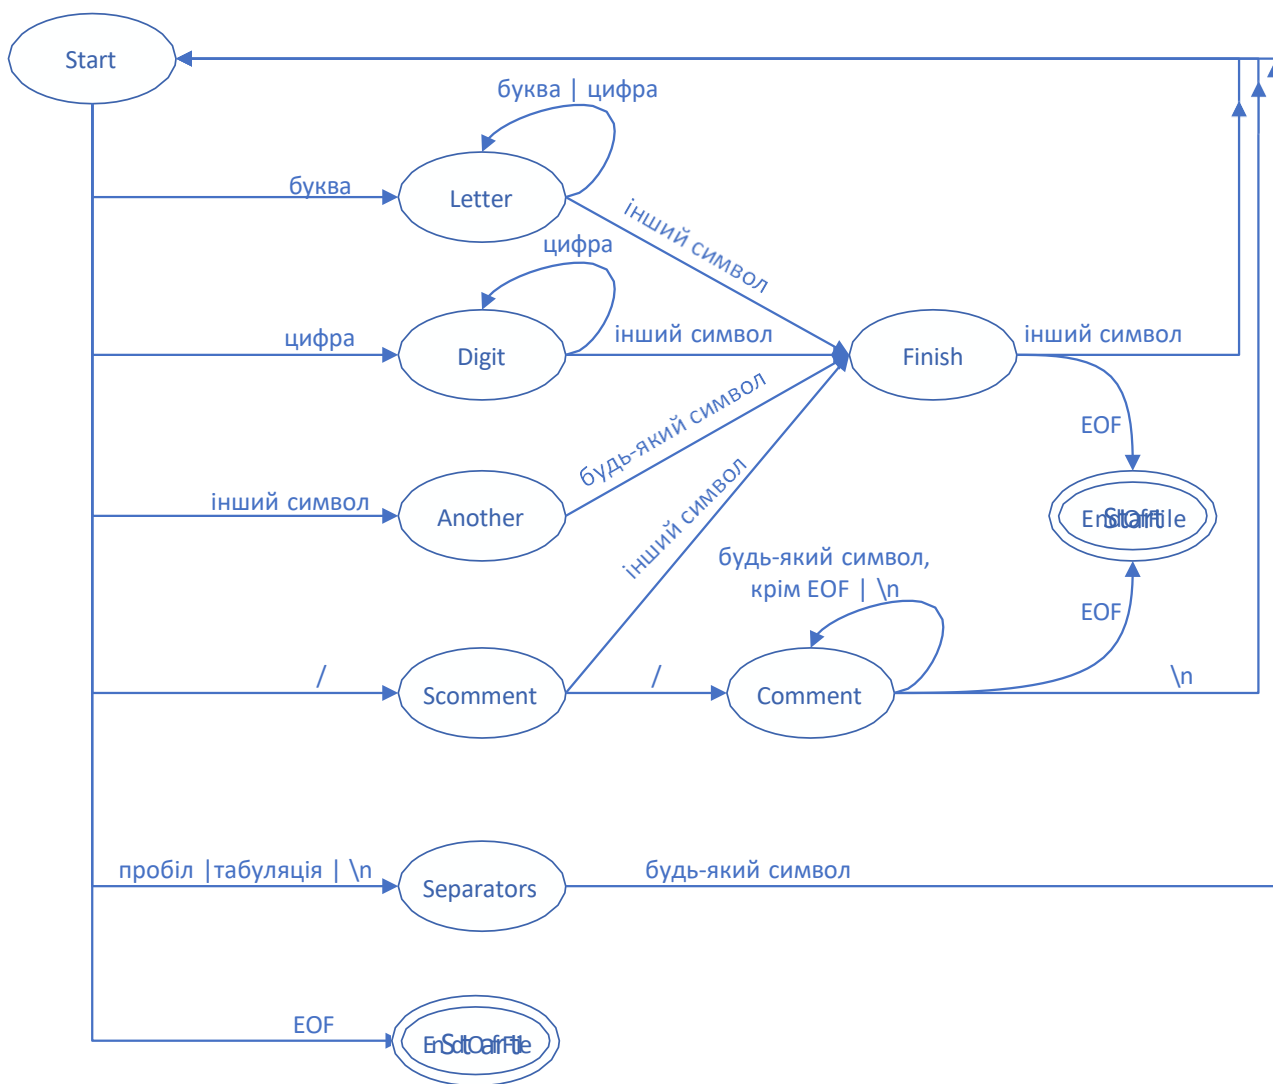 Start
буква | цифра
буква
Letter
інший символ
цифра
цифра
Digit
інший символ
Finish
інший символ
будь-який символ
EOF
інший символ
Another
інший символ
будь-який символ,
крім EOF | \n
EOF
/
Scomment
/
Comment
\n
пробіл |табуляція | \n
Separators
будь-який символ
EOF